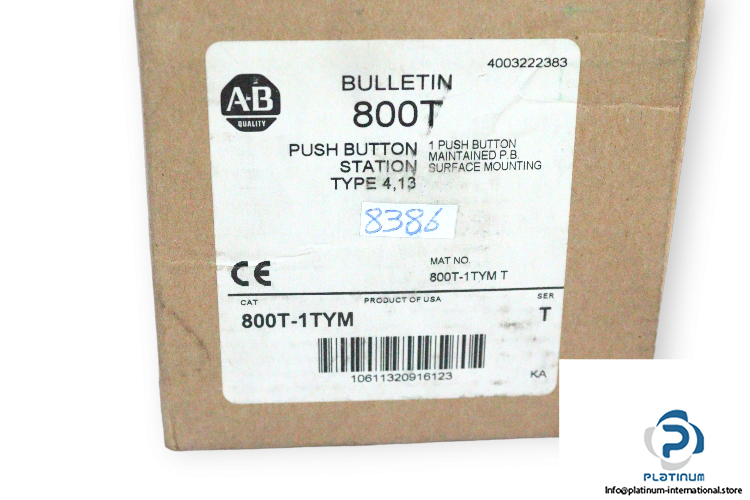 4003222383
A-B
QUALITY
BULLETIN
800T
PUSH BUTTON
STATION
TYPE 4,13
1 PUSH BUTTON
MAINTAINED P.B.
SURFACE MOUNTING
8386
MAT NO.
800T-1TYM T
CE
CAT
PRODUCT OF USA
SER
800T-1TYM
T
10611320916123
KA
PLATINUM
Info@platinum-international.store